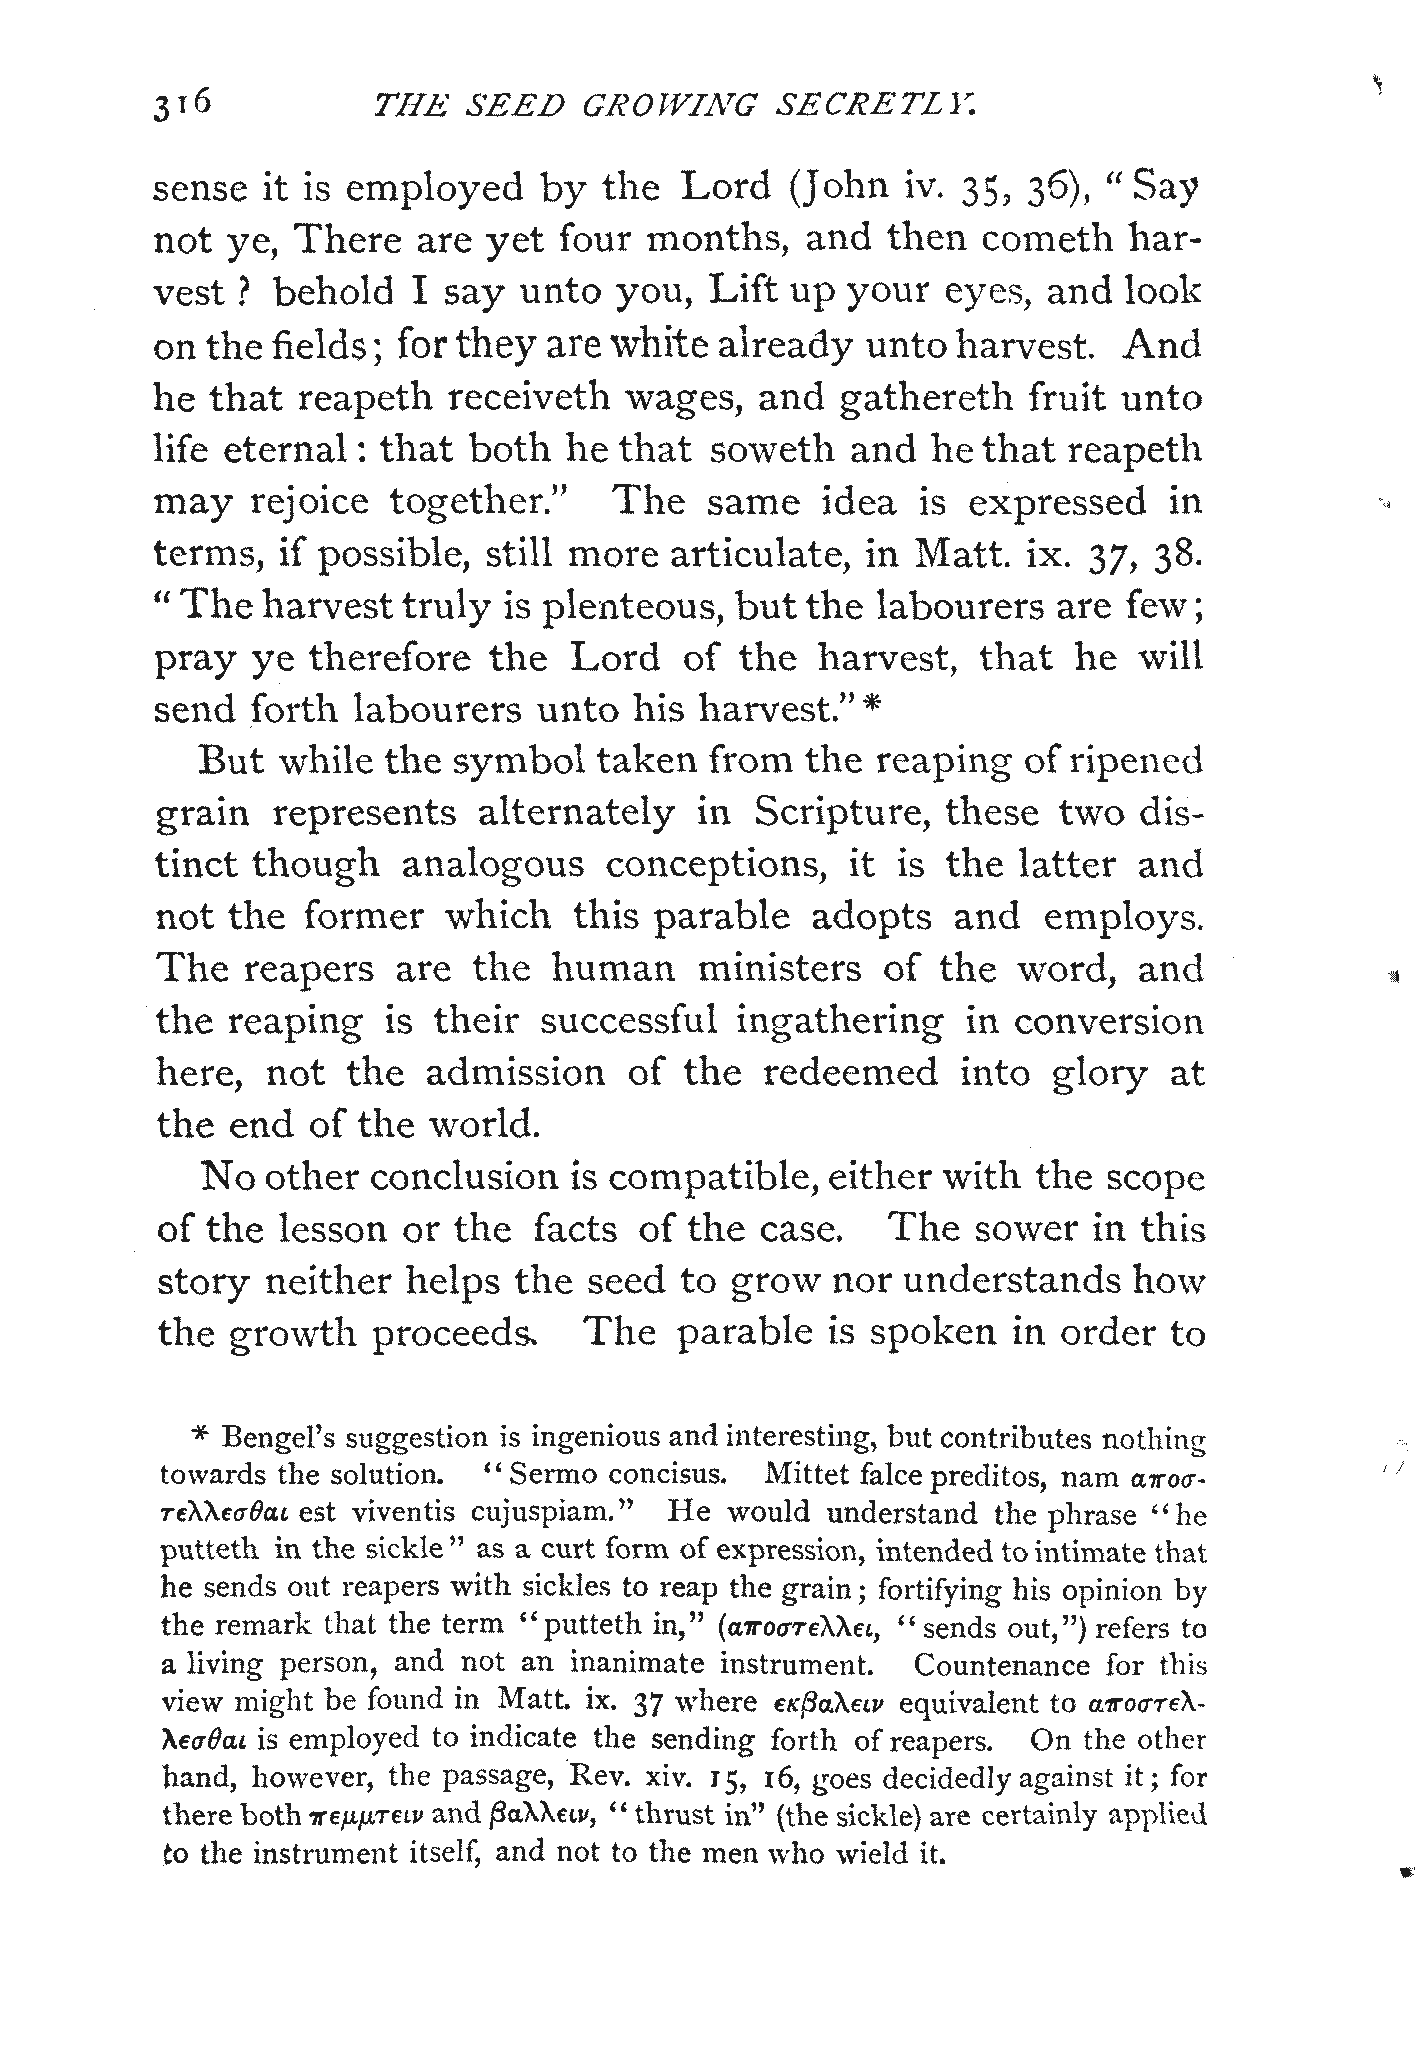 316 THE SEED GROWING SECRETLY.
sense it is employed by the Lord (John iv. 35, 36), “ Say
not ye, There are yet four months, and then cometh har-
vest ? behold I say unto you, Lift up your eyes, and look
on the fields ; for they are white already unto harvest. And
he that reapeth receiveth wages, and gathereth fruit unto
life eternal : that both he that soweth and he that reapeth
may rejoice together.” The same idea is expressed in
terms, if possible, still more articulate, in Matt. ix. 37, 38.
“ The harvest truly is plenteous, but the labourers are few ;
pray ye therefore the Lord of the harvest, that he will
send forth labourers unto his harvest.” *
But while the symbol taken from the reaping of ripened
grain represents alternately in Scripture, these two dis-
tinct though analogous conceptions, it is the latter and
not the former which this parable adopts and employs.
The reapers are the human ministers of the word, and
the reaping is their successful ingathering in conversion
here, not the admission of the redeemed into glory at
the end of the world.
No other conclusion is compatible, either with the scope
of the lesson or the facts of the case. The sower in this
story neither helps the seed to grow nor understands how
the growth proceeds. The parable is spoken in order to
* Bengel’s suggestion is ingenious and interesting, but contributes nothing
towards the solution. “ Sermo concisus. Mittet falce preditos, nam αποσ-
τελλεσθαι est viventis cujuspiam.” He would understand the phrase “he
putteth in the sickle ” as a curt form of expression, intended to intimate that
he sends out reapers with sickles to reap the grain ; fortifying his opinion by
the remark that the term “putteth in,” (αποστελλει, “ sends out,”) refers to
a living person, and not an inanimate instrument. Countenance for this
view might be found in Matt. ix. 37 where εκβαλειν equivalent to αποστελ-
λεσθαι is employed to indicate the sending forth of reapers. On the other
hand, however, the passage, Rev. xiv. 15, 16, goes decidedly against it ; for
there both πεμμτειν and βαλλειν, “ thrust in” (the sickle) are certainly applied
to the instrument itself, and not to the men who wield it.